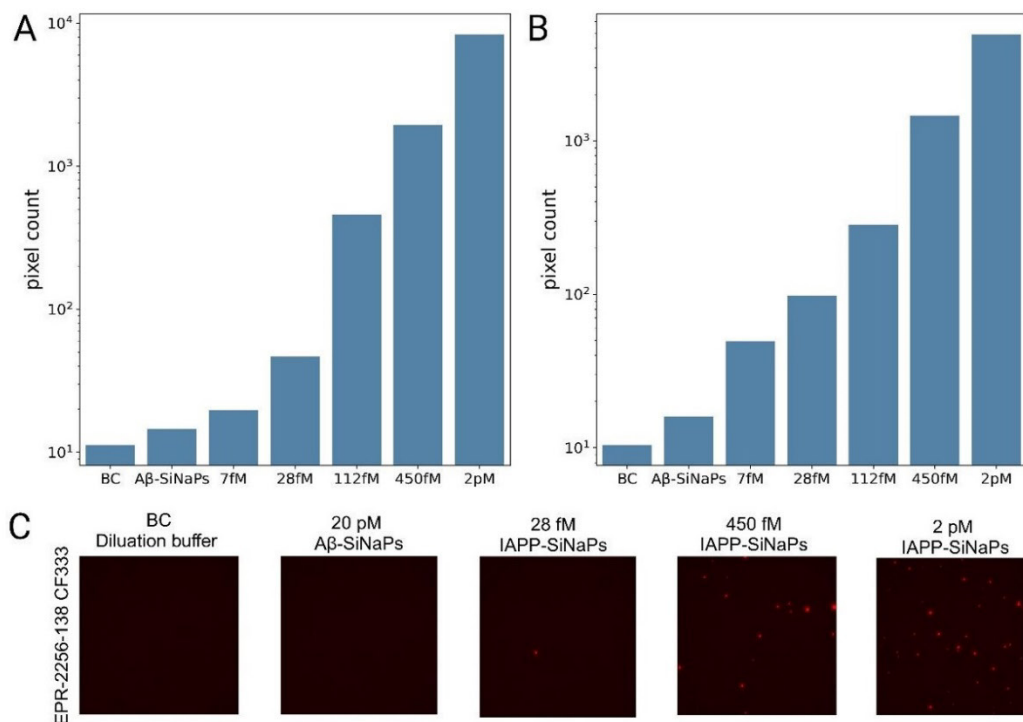 A
B
pixel count
10⁴
10³
10²
10¹
BC Aβ-SiNaPs 7fM 28fM 112fM 450fM 2pM
pixel count
10³
10²
10¹
BC Aβ-SiNaPs 7fM 28fM 112fM 450fM 2pM
C
BC
Diluation buffer
20 pM
Aβ-SiNaPs
28 fM
IAPP-SiNaPs
450 fM
IAPP-SiNaPs
2 pM
IAPP-SiNaPs
EPR-2256-138 CF333